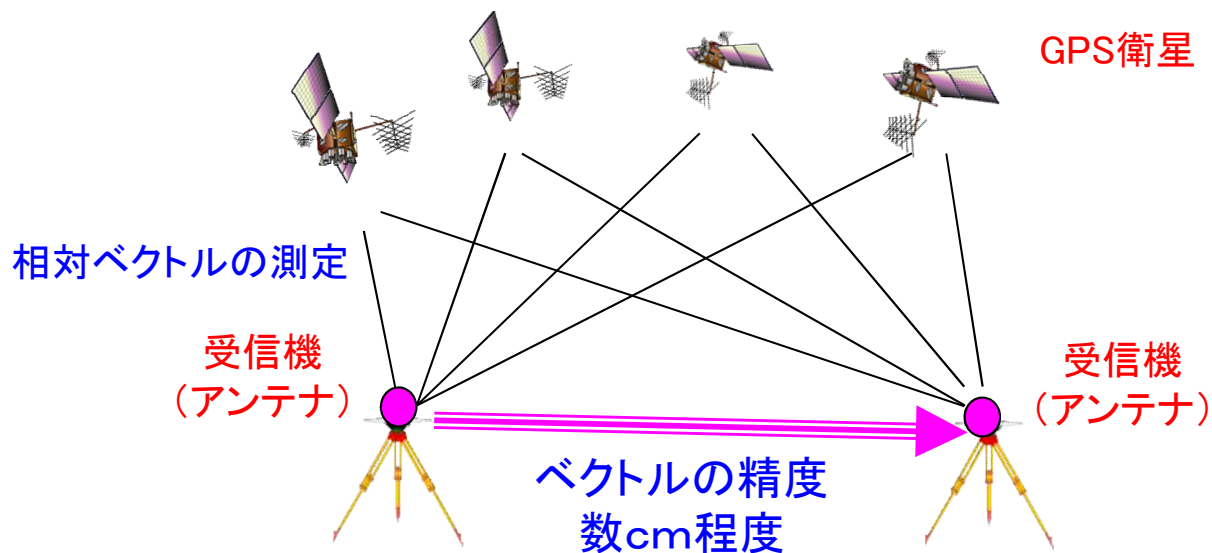 GPS衛星
相対ベクトルの測定
受信機
（アンテナ）
受信機
（アンテナ）
ベクトルの精度
数cm程度